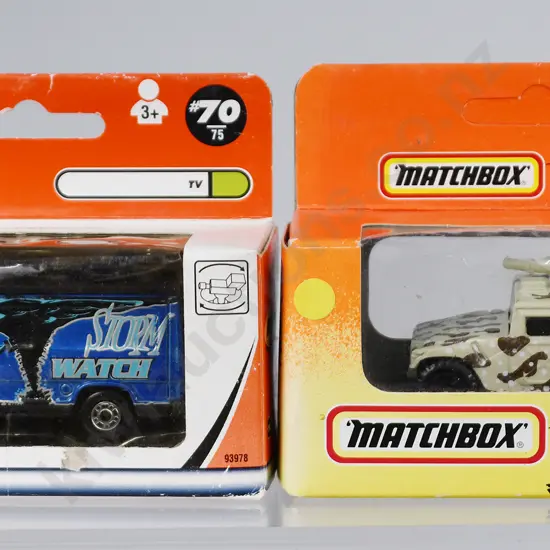 #70
75
3+
TV
STORM
WATCH
93978
MATCHBOX
MATCHBOX®